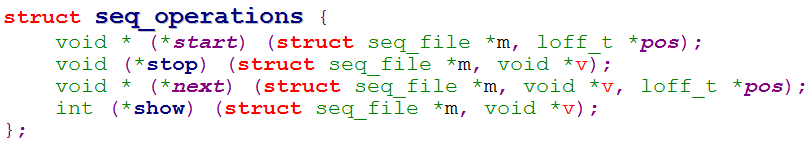 struct seq_operations {
    void * (*start) (struct seq_file *m, loff_t *pos);
    void (*stop) (struct seq_file *m, void *v);
    void * (*next) (struct seq_file *m, void *v, loff_t *pos);
    int (*show) (struct seq_file *m, void *v);
};